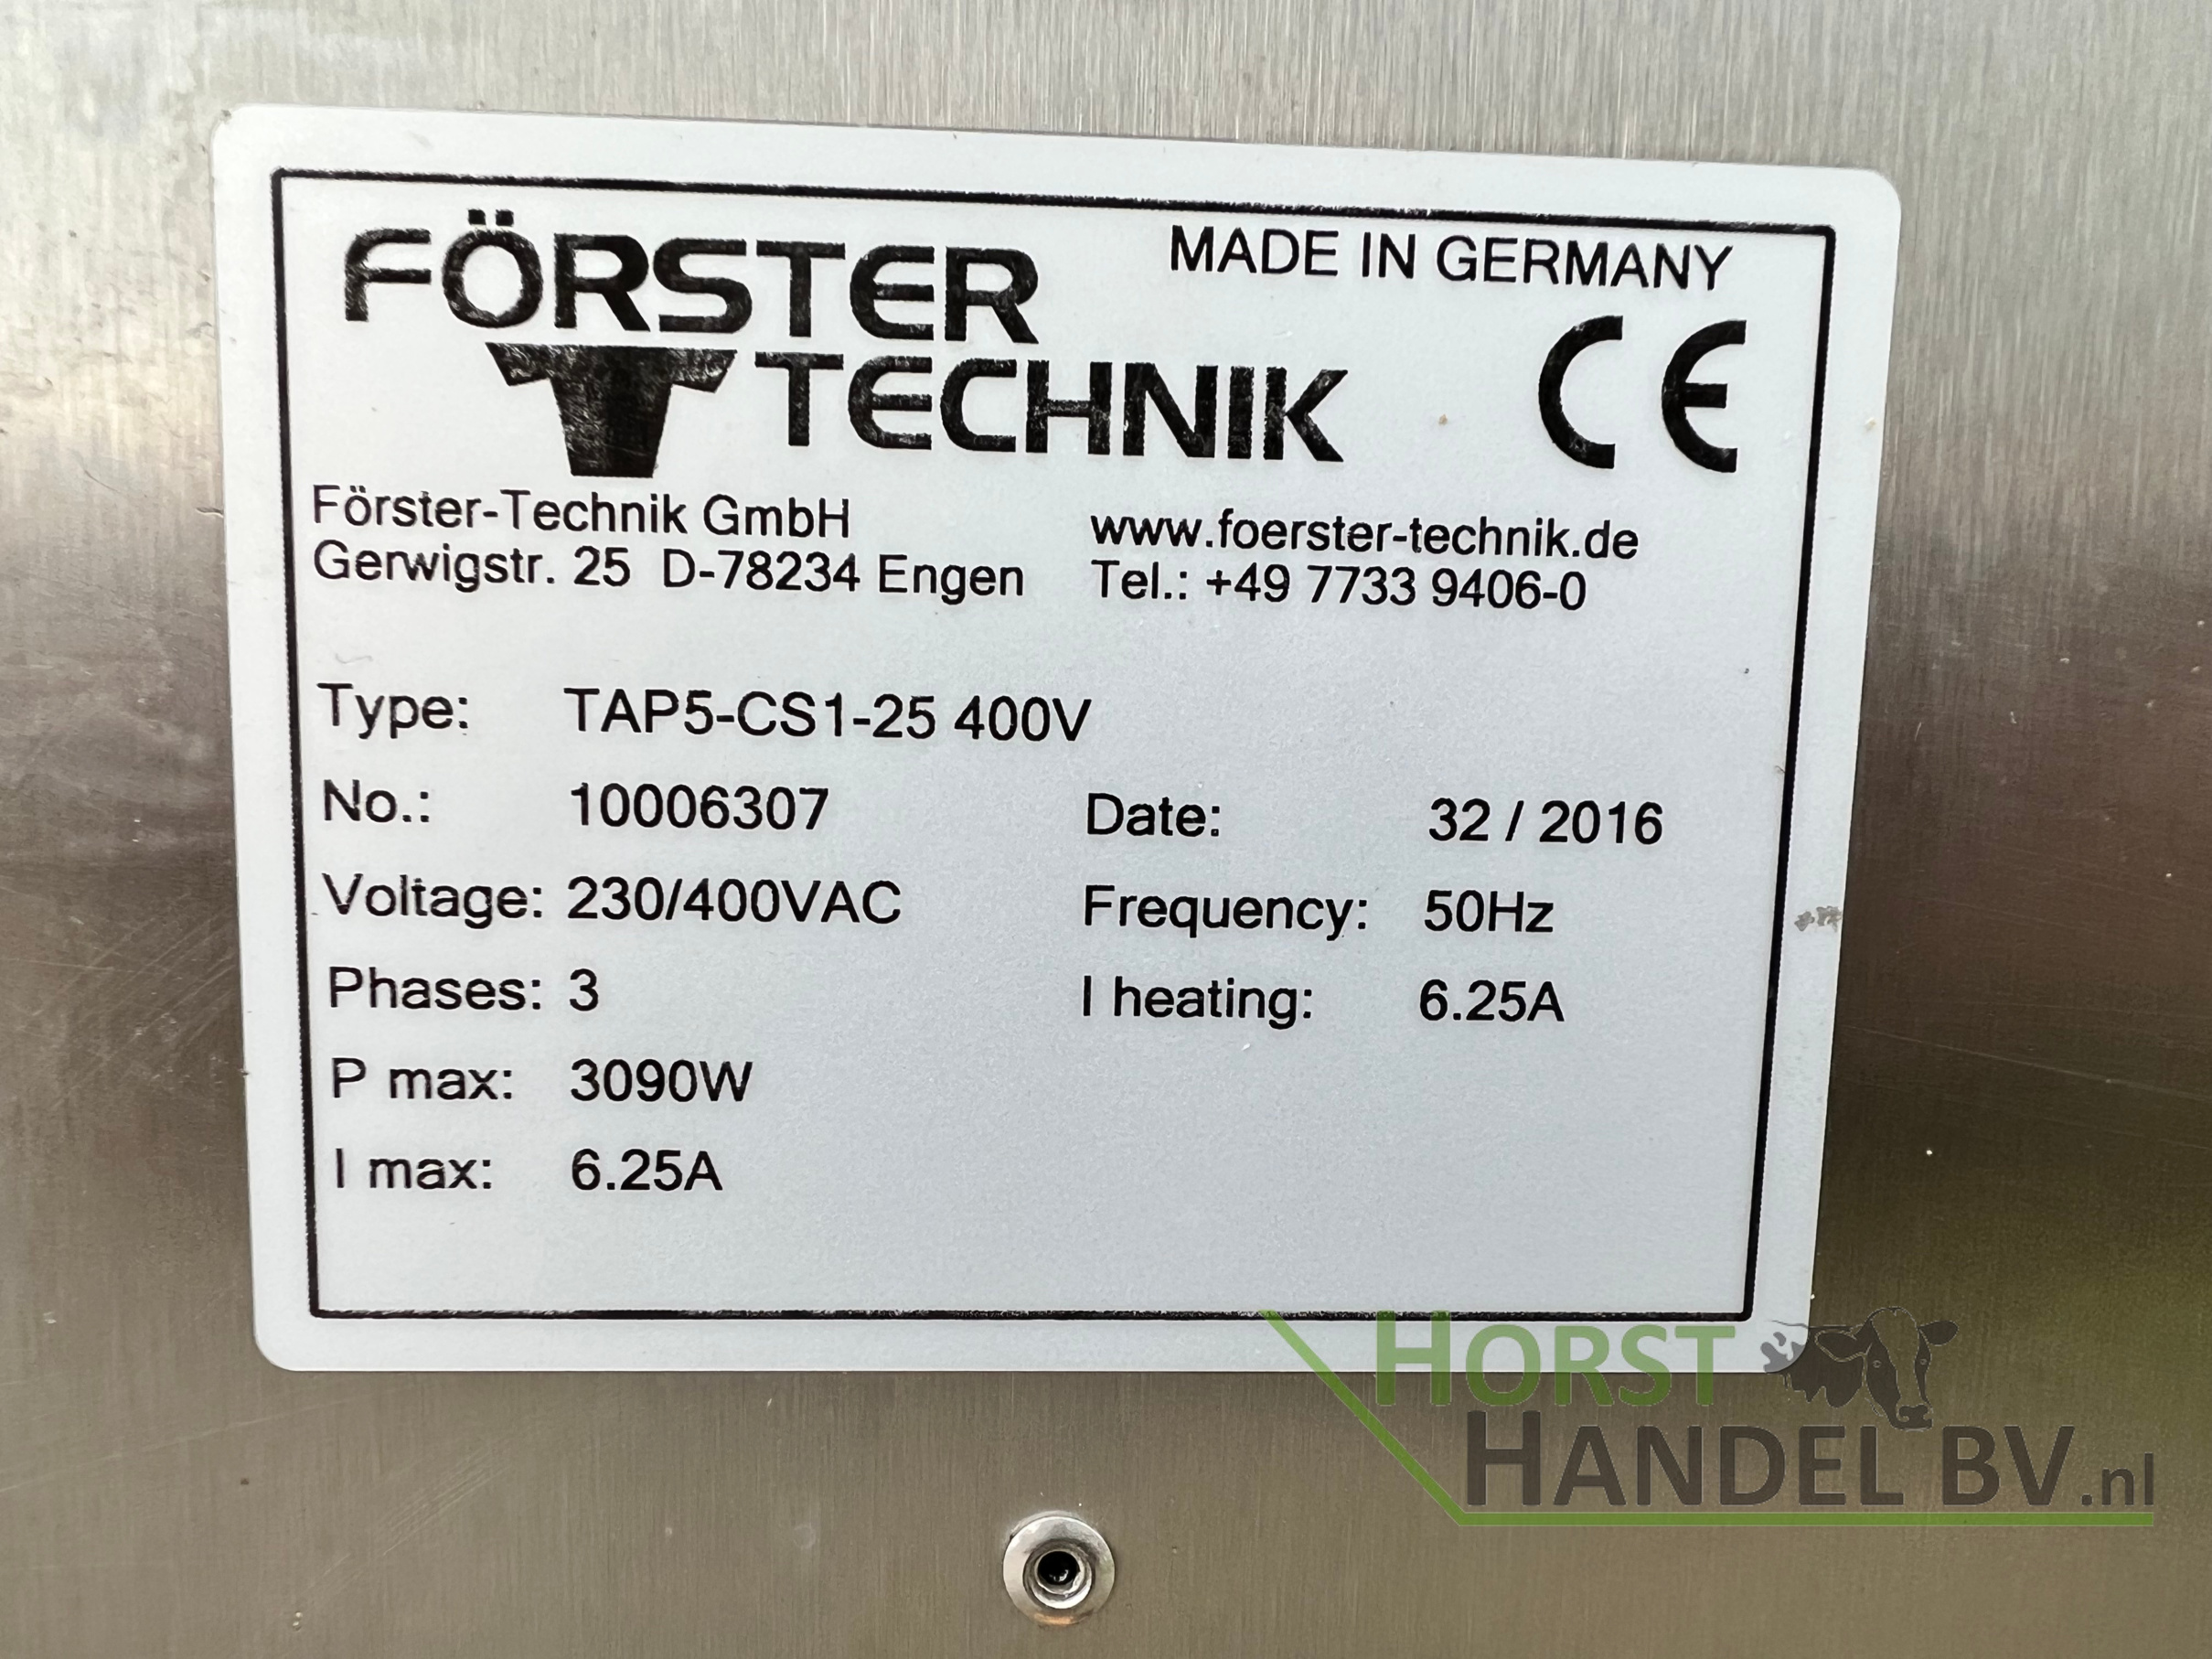 FÖRSTER
TECHNIK
MADE IN GERMANY
CE
Förster-Technik GmbH
Gerwigstr. 25 D-78234 Engen
www.foerster-technik.de
Tel.: +49 7733 9406-0
Type: TAP5-CS1-25 400V
No.: 10006307 Date: 32 / 2016
Voltage: 230/400VAC Frequency: 50Hz
Phases: 3 I heating: 6.25A
P max: 3090W
I max: 6.25A
HORST
HANDEL BV.nl